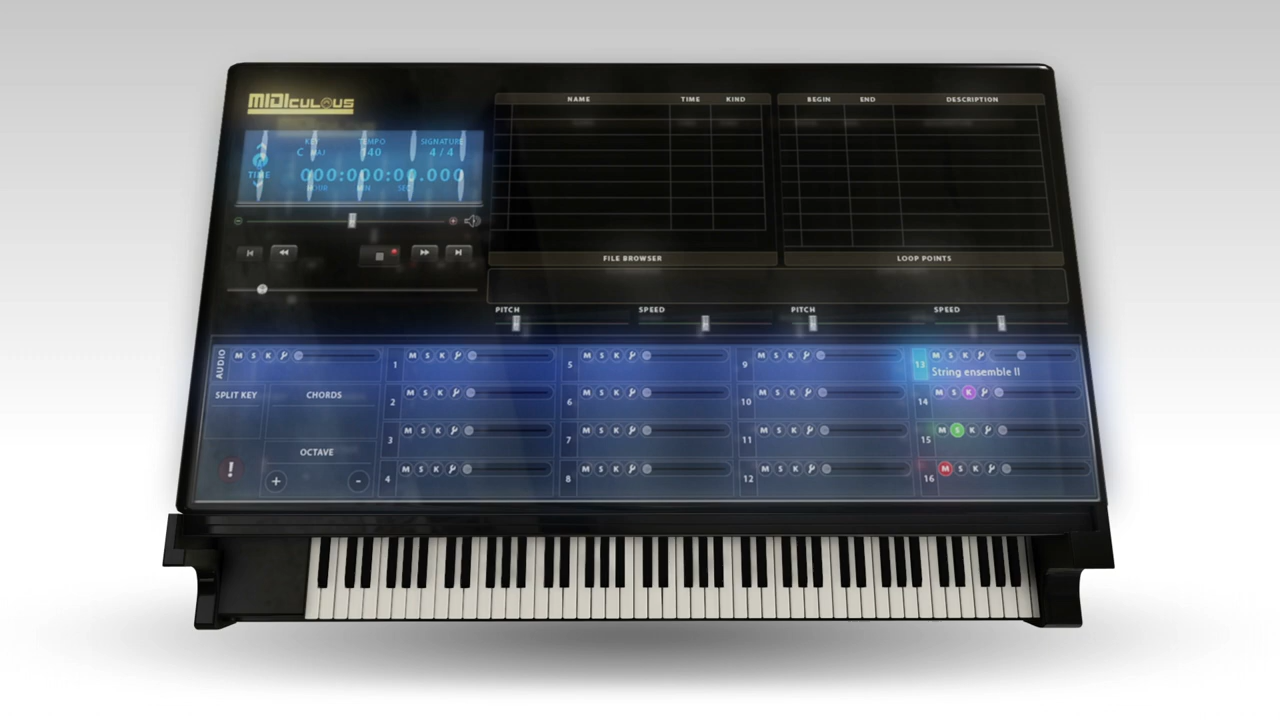 MIDICULOUS
NAME TIME KIND
BEGIN END DESCRIPTION
KEY TEMPO SIGNATURE
C MAJ 140 4 / 4
TIME 000:000:00.000
HOUR MIN SEC
FILE BROWSER
LOOP POINTS
PITCH SPEED PITCH SPEED
AUDIO M S K
1 M S K
5 M S K
9 M S K
13 M S K
String ensemble II
SPLIT KEY CHORDS
2 M S K
6 M S K
10 M S K
14 M S K
3 M S K
7 M S K
11 M S K
15 M S K
OCTAVE
+ -
!
4 M S K
8 M S K
12 M S K
16 M S K